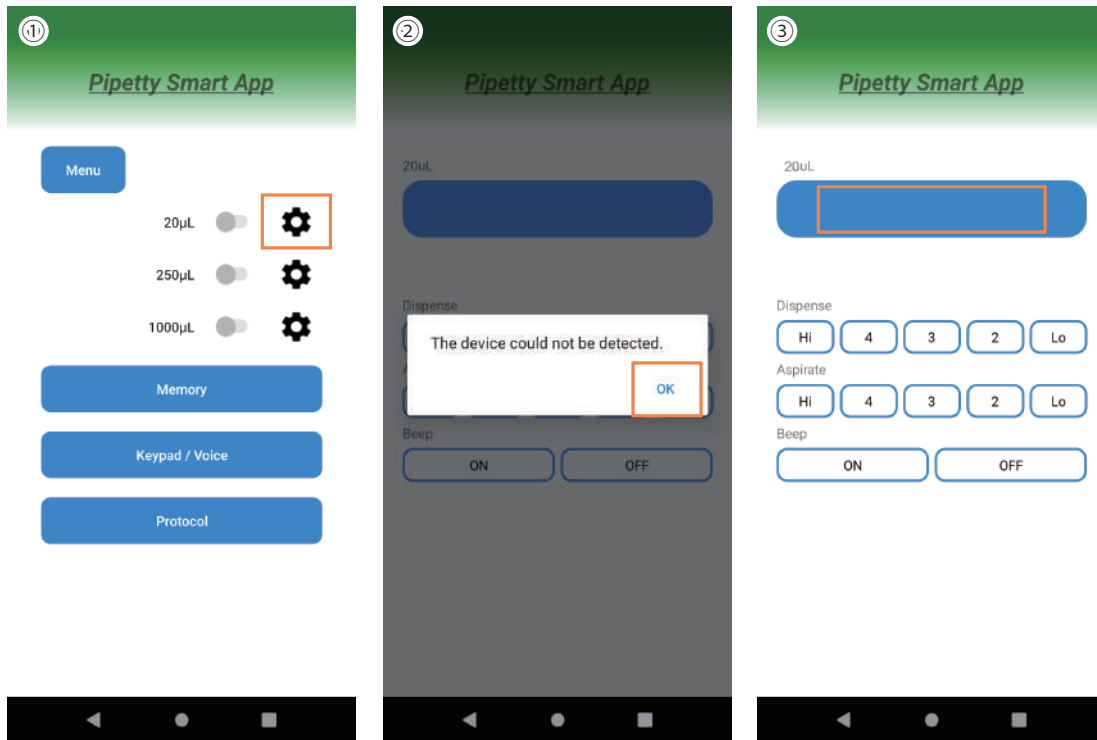 ①
Pipetty Smart App
Menu
20μL
250μL
1000μL
Memory
Keypad / Voice
Protocol
②
Pipetty Smart App
20uL
Dispense
The device could not be detected.
OK
Beep
ON OFF
③
Pipetty Smart App
20uL
Dispense
Hi 4 3 2 Lo
Aspirate
Hi 4 3 2 Lo
Beep
ON OFF